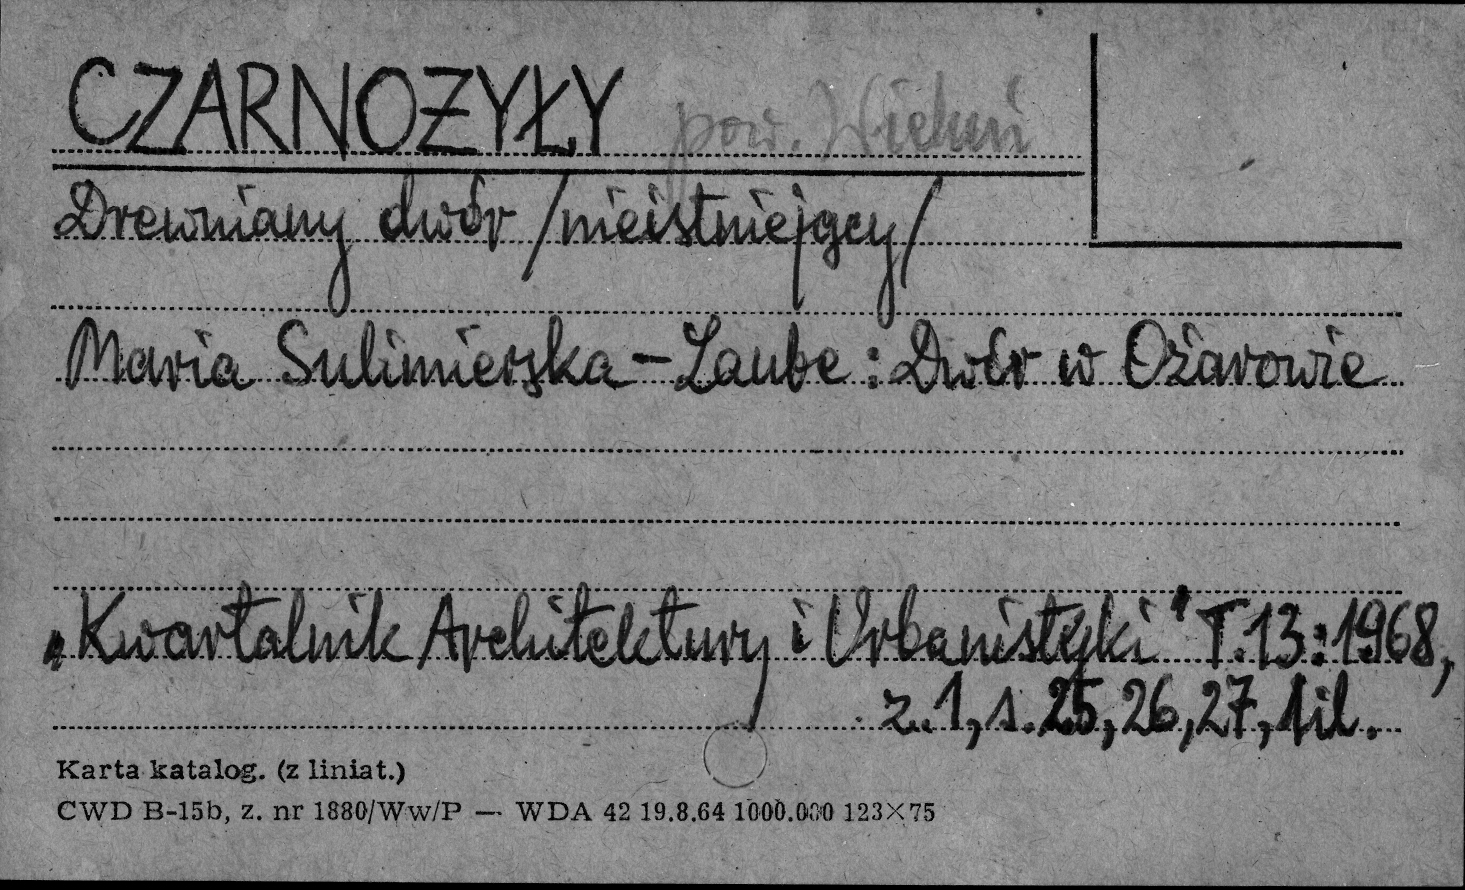 CZARNOŻYŁY pow. Wieluń
Drewniany dwór /nieistniejący/
Maria Sulimierska-Laube: Dwór w Ożarowie
„Kwartalnik Architektury i Urbanistyki" T.13:1968,
z.1, s.25, 26, 27, 1 il.
Karta katalog. (z liniat.)
CWD B-15b, z. nr 1880/Ww/P — WDA 42 19.8.64 1000.000 123×75